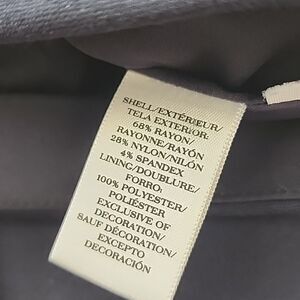 SHELL/EXTÉRIEUR/
TELA EXTERIOR:
68% RAYON/
RAYONNE/RAYÓN
28% NYLON/NILÓN
4% SPANDEX
LINING/DOUBLURE/
FORRO:
100% POLYESTER/
POLIÉSTER
EXCLUSIVE OF
DECORATION/
SAUF DÉCORATION/
EXCEPTO
DECORACIÓN